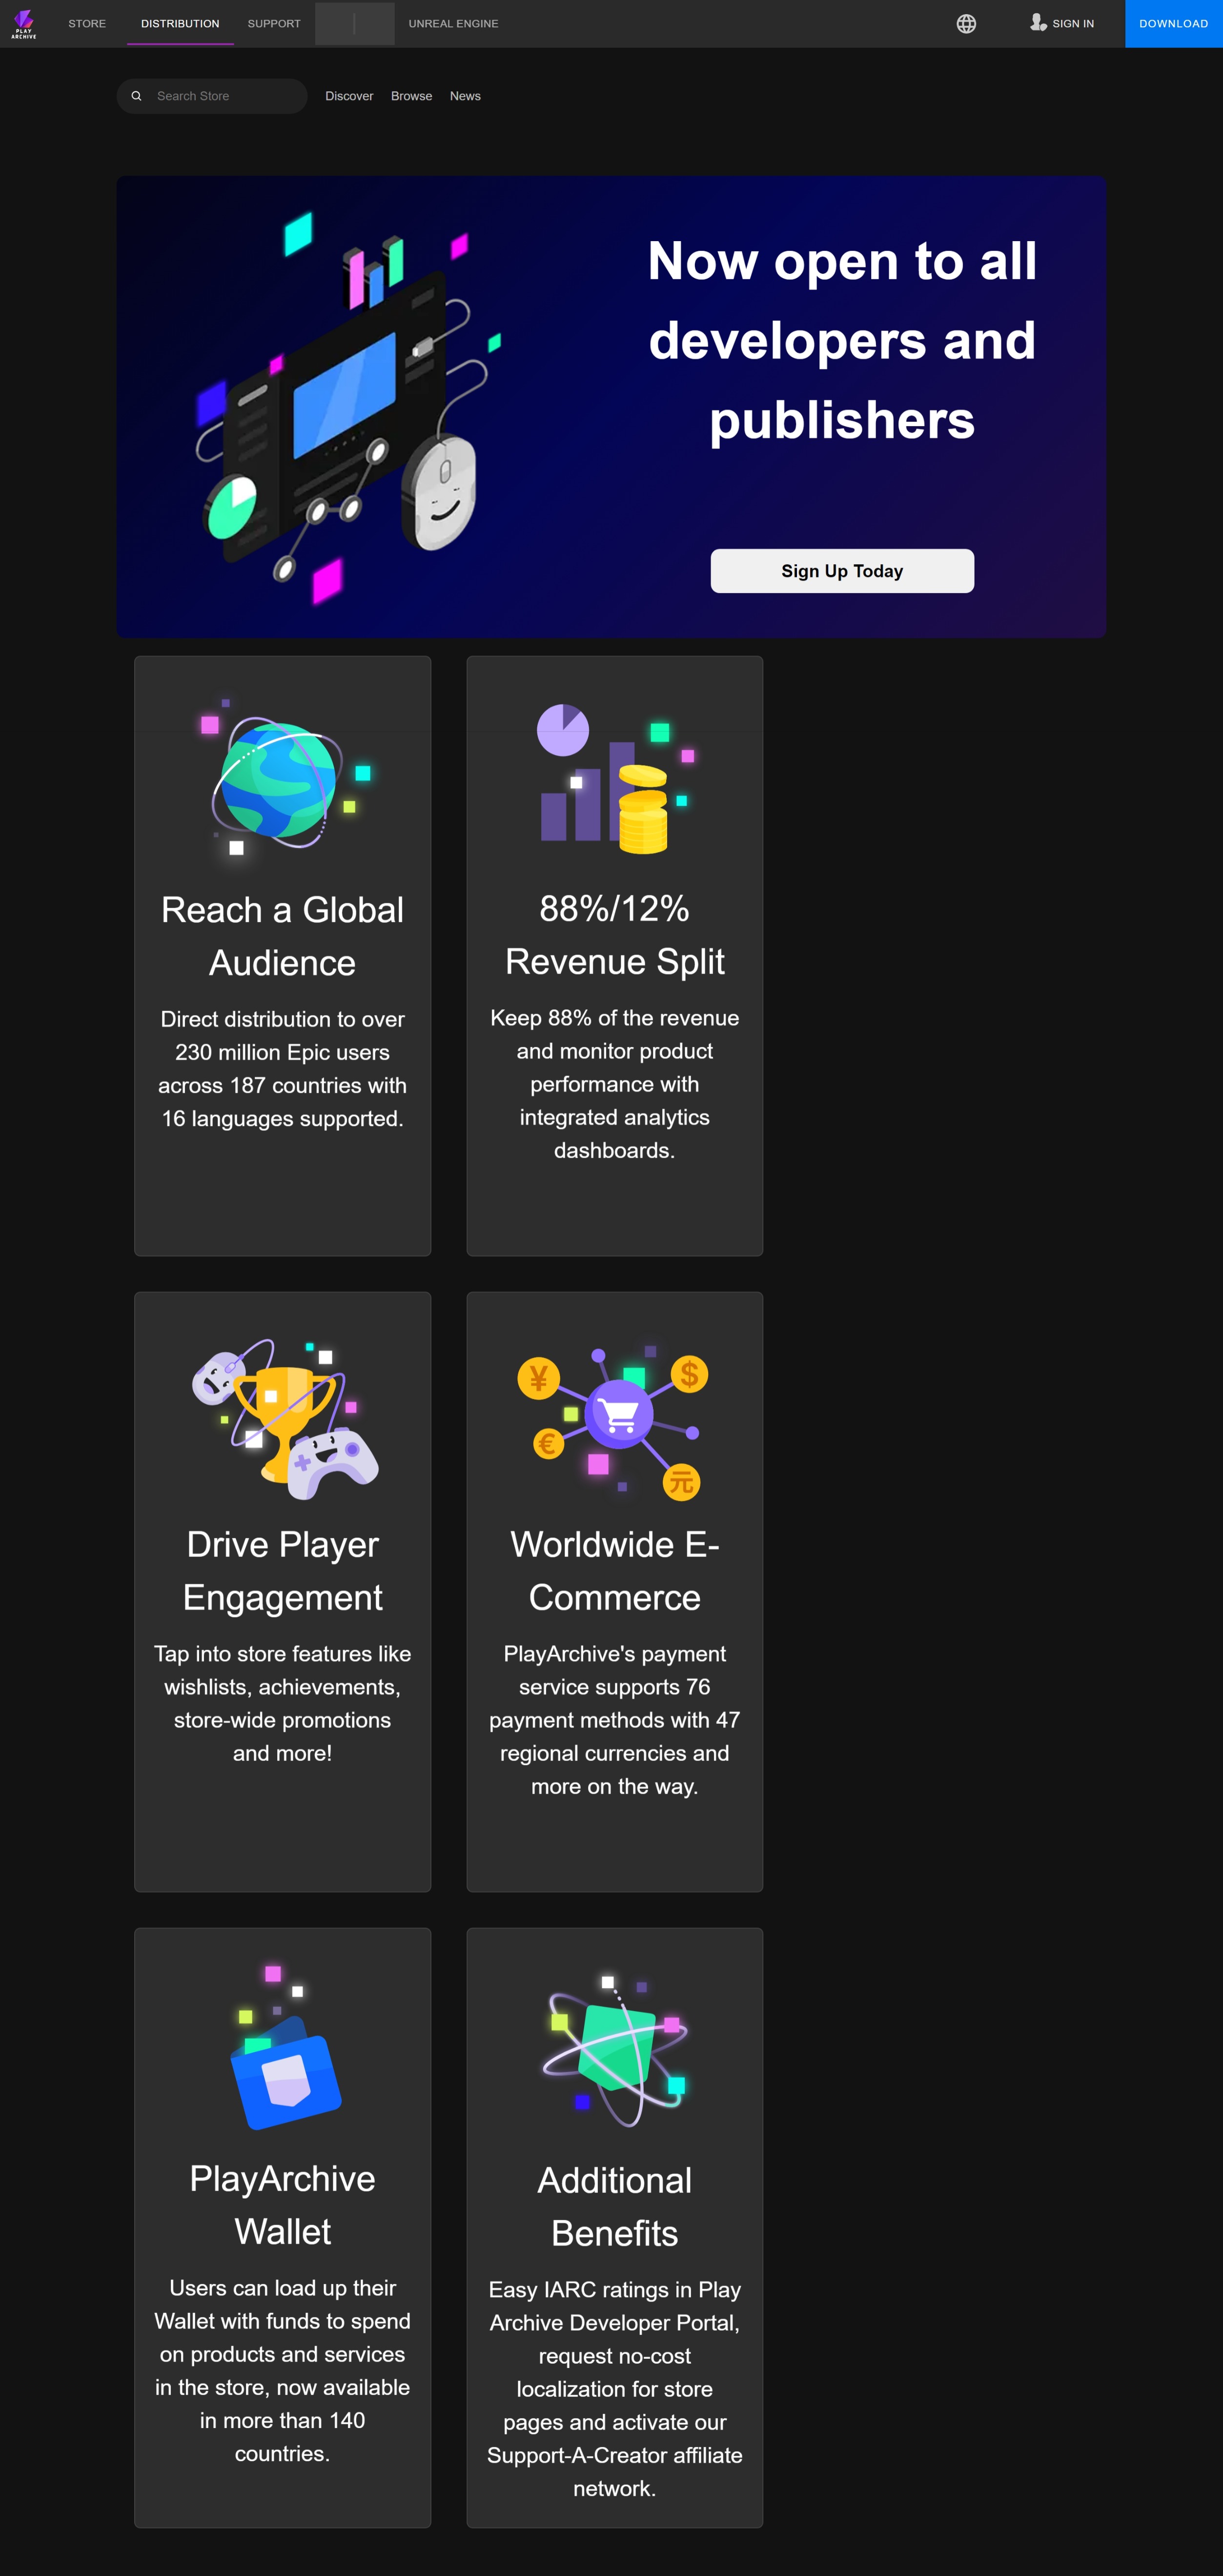 PLAY
ARCHIVE
STORE
DISTRIBUTION
SUPPORT
UNREAL ENGINE
SIGN IN
DOWNLOAD
Search Store
Discover
Browse
News
Now open to all
developers and
publishers
Sign Up Today
Reach a Global
Audience
Direct distribution to over
230 million Epic users
across 187 countries with
16 languages supported.
88%/12%
Revenue Split
Keep 88% of the revenue
and monitor product
performance with
integrated analytics
dashboards.
Drive Player
Engagement
Tap into store features like
wishlists, achievements,
store-wide promotions
and more!
¥
$
€
元
Worldwide E-
Commerce
PlayArchive's payment
service supports 76
payment methods with 47
regional currencies and
more on the way.
PlayArchive
Wallet
Users can load up their
Wallet with funds to spend
on products and services
in the store, now available
in more than 140
countries.
Additional
Benefits
Easy IARC ratings in Play
Archive Developer Portal,
request no-cost
localization for store
pages and activate our
Support-A-Creator affiliate
network.